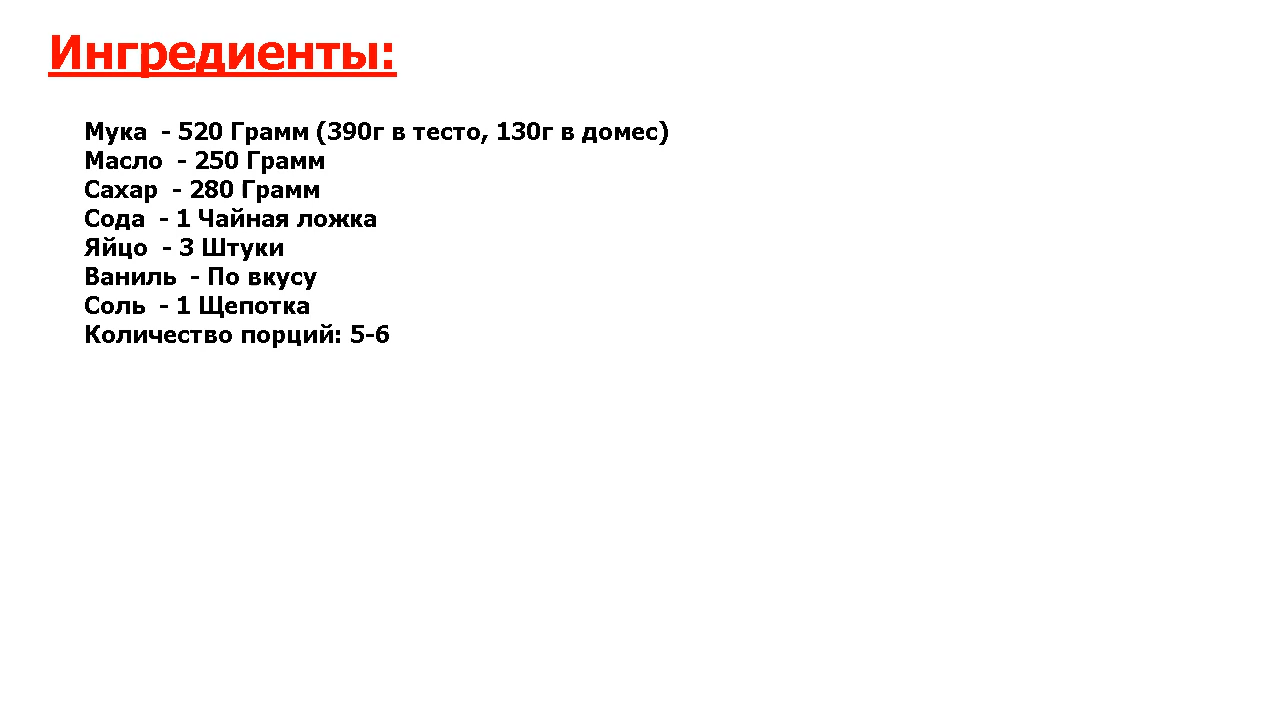 Ингредиенты:
Мука - 520 Грамм (390г в тесто, 130г в домес)
Масло - 250 Грамм
Сахар - 280 Грамм
Сода - 1 Чайная ложка
Яйцо - 3 Штуки
Ваниль - По вкусу
Соль - 1 Щепотка
Количество порций: 5-6